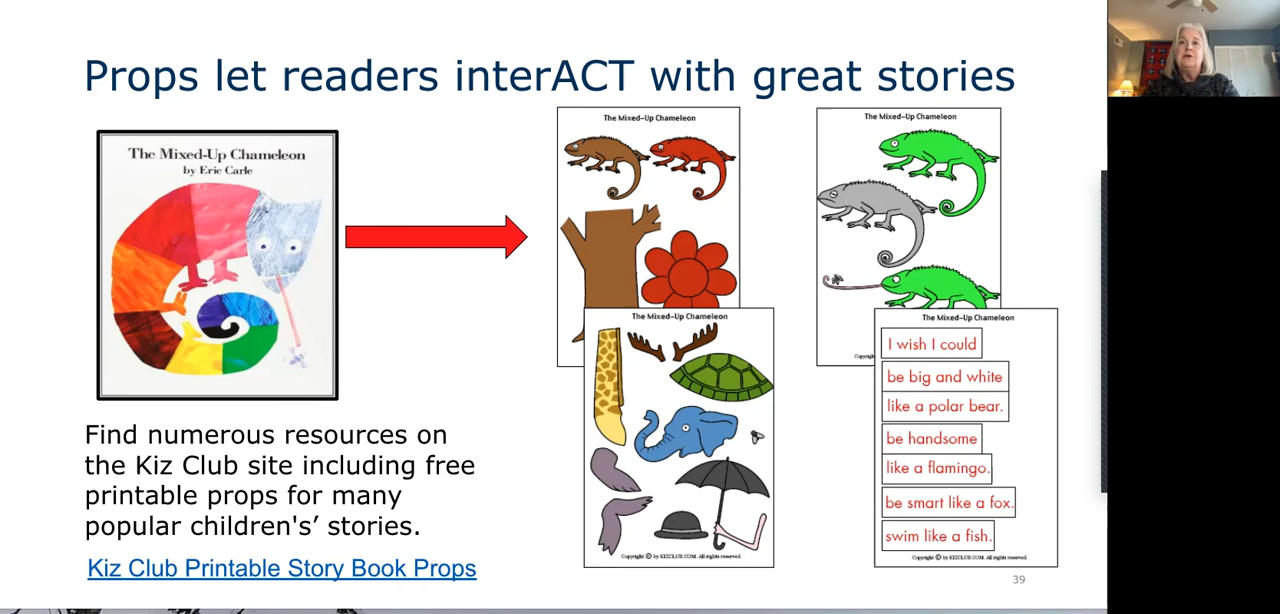 Props let readers interACT with great stories
The Mixed-Up Chameleon
by Eric Carle
Find numerous resources on
the Kiz Club site including free
printable props for many
popular children's’ stories.
Kiz Club Printable Story Book Props
The Mixed-Up Chameleon
The Mixed-Up Chameleon
Copyright © by KIZCLUB.COM. All rights reserved.
The Mixed-Up Chameleon
The Mixed-Up Chameleon
I wish I could
be big and white
like a polar bear.
be handsome
like a flamingo.
be smart like a fox.
swim like a fish.
Copyright © by KIZCLUB.COM. All rights reserved.
39